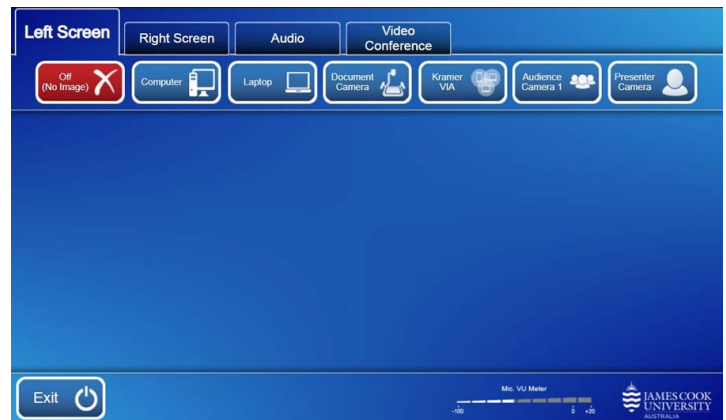 Left Screen
Right Screen
Audio
Video
Conference
Off
(No Image)
Computer
Laptop
Document
Camera
Kramer
VIA
Audience
Camera 1
Presenter
Camera
Exit
Mic. VU Meter
-100
0
+20
JAMES COOK
UNIVERSITY
AUSTRALIA